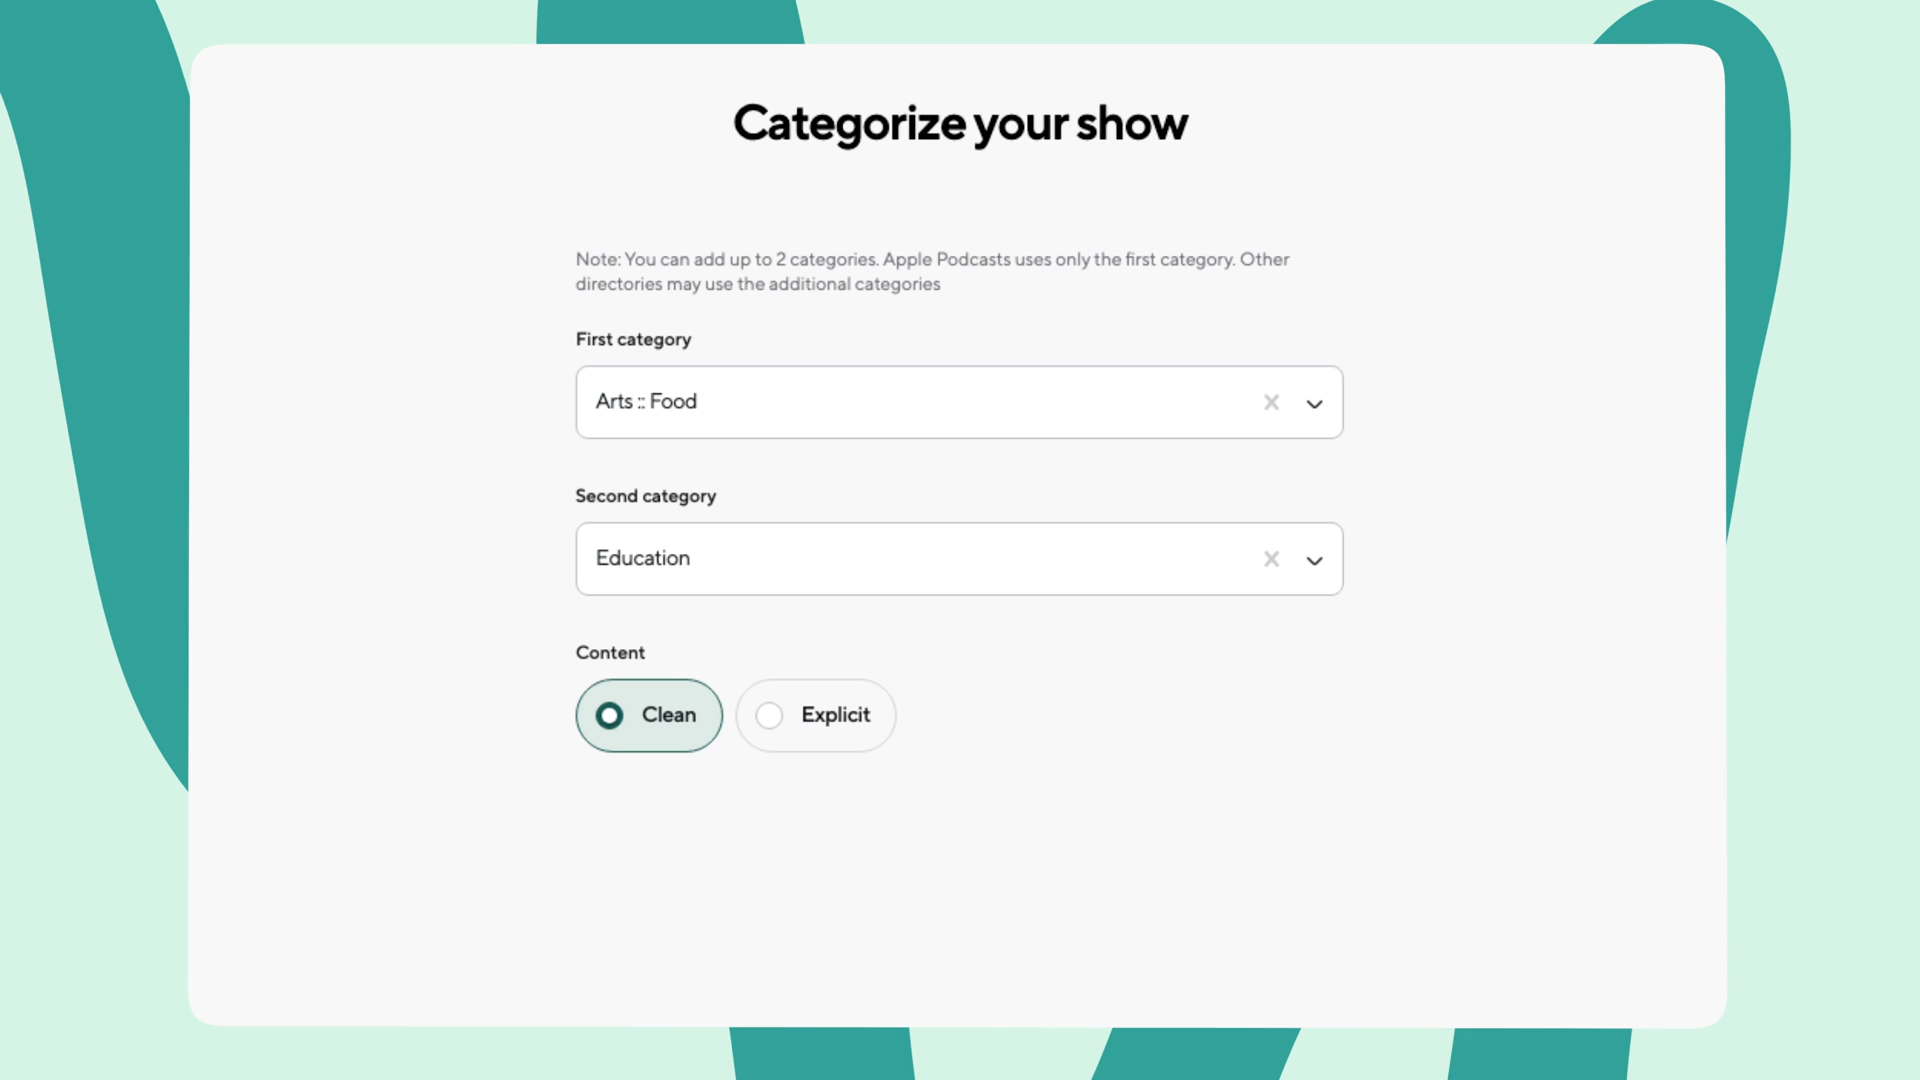 Categorize your show
Note: You can add up to 2 categories. Apple Podcasts uses only the first category. Other
directories may use the additional categories
First category
Arts :: Food
Second category
Education
Content
Clean
Explicit